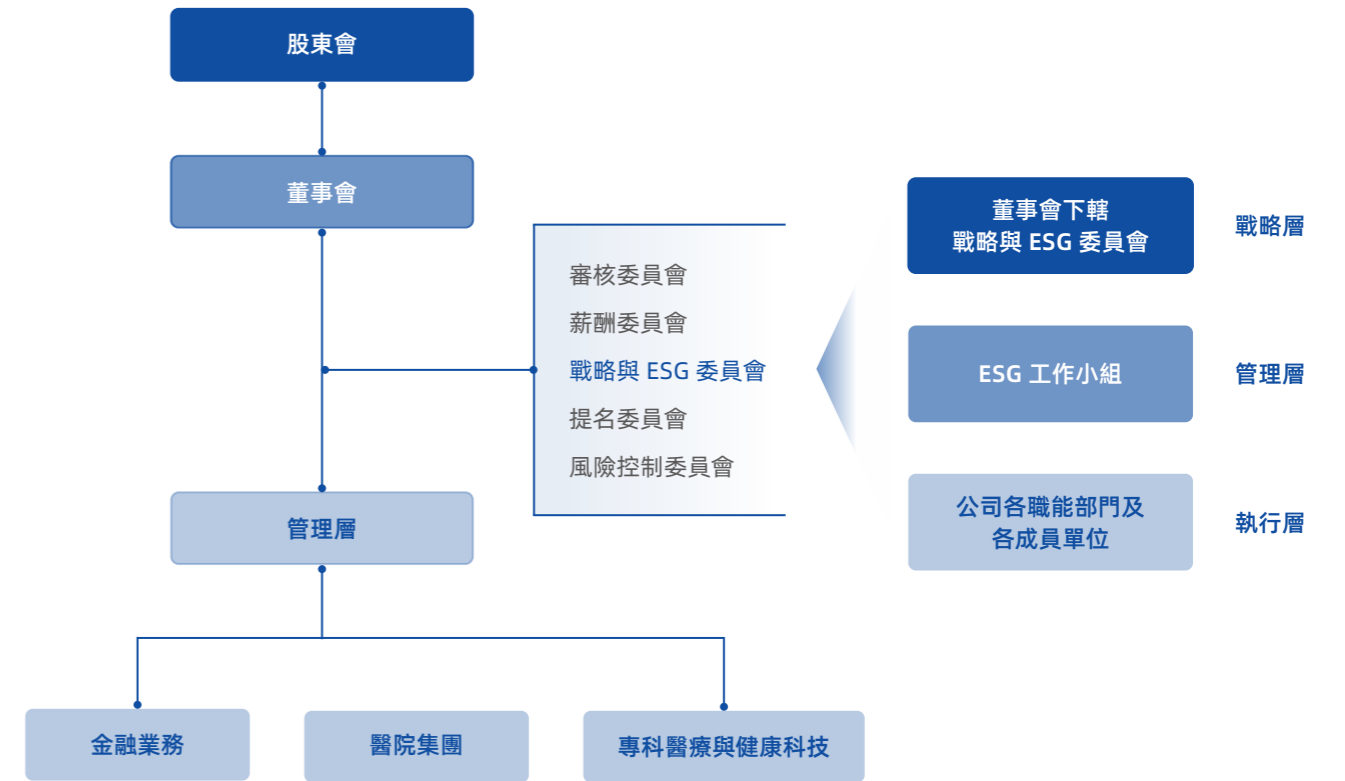 股東會
董事會
審核委員會
薪酬委員會
戰略與 ESG 委員會
提名委員會
風險控制委員會
管理層
金融業務
醫院集團
專科醫療與健康科技
董事會下轄
戰略與 ESG 委員會
戰略層
ESG 工作小組
管理層
公司各職能部門及
各成員單位
執行層